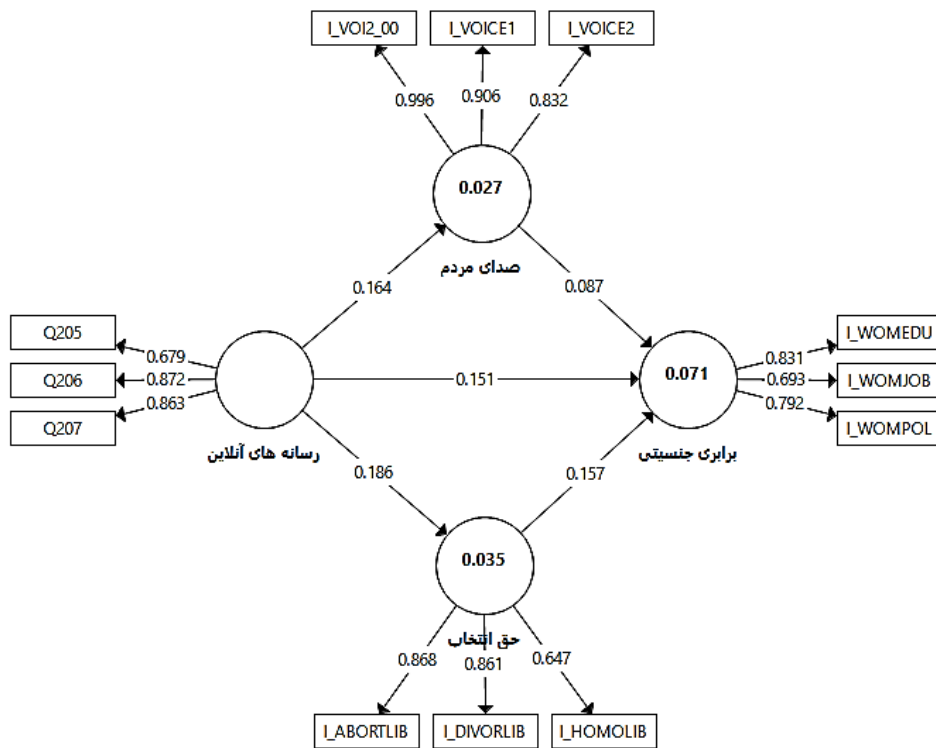 I_VOI2_00 I_VOICE1 I_VOICE2
0.996 0.906 0.832
0.027
صدای مردم
0.164 0.087
Q205 I_WOMEDU
0.679 0.831
Q206 0.872 0.151 0.071 0.693 I_WOMJOB
Q207 0.863 0.792 I_WOMPOL
رسانه های آنلاین برابری جنسیتی
0.186 0.157
0.035
حق انتخاب
0.868 0.861 0.647
I_ABORTLIB I_DIVORLIB I_HOMOLIB